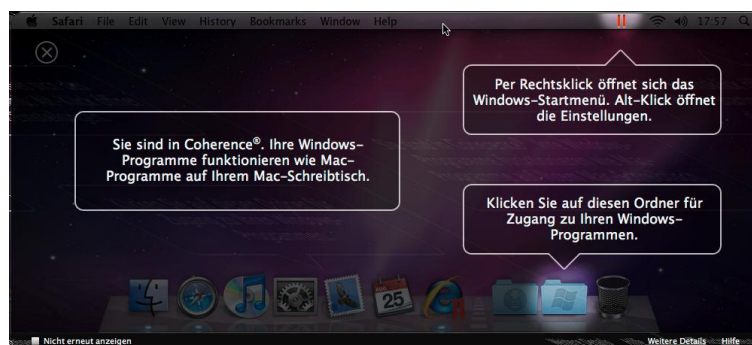 Safari File Edit View History Bookmarks Window Help 17:57
Per Rechtsklick öffnet sich das
Windows-Startmenü. Alt-Klick öffnet
die Einstellungen.
Sie sind in Coherence®. Ihre Windows-
Programme funktionieren wie Mac-
Programme auf Ihrem Mac-Schreibtisch.
Klicken Sie auf diesen Ordner für
Zugang zu Ihren Windows-
Programmen.
25
Nicht erneut anzeigen Weitere Details Hilfe